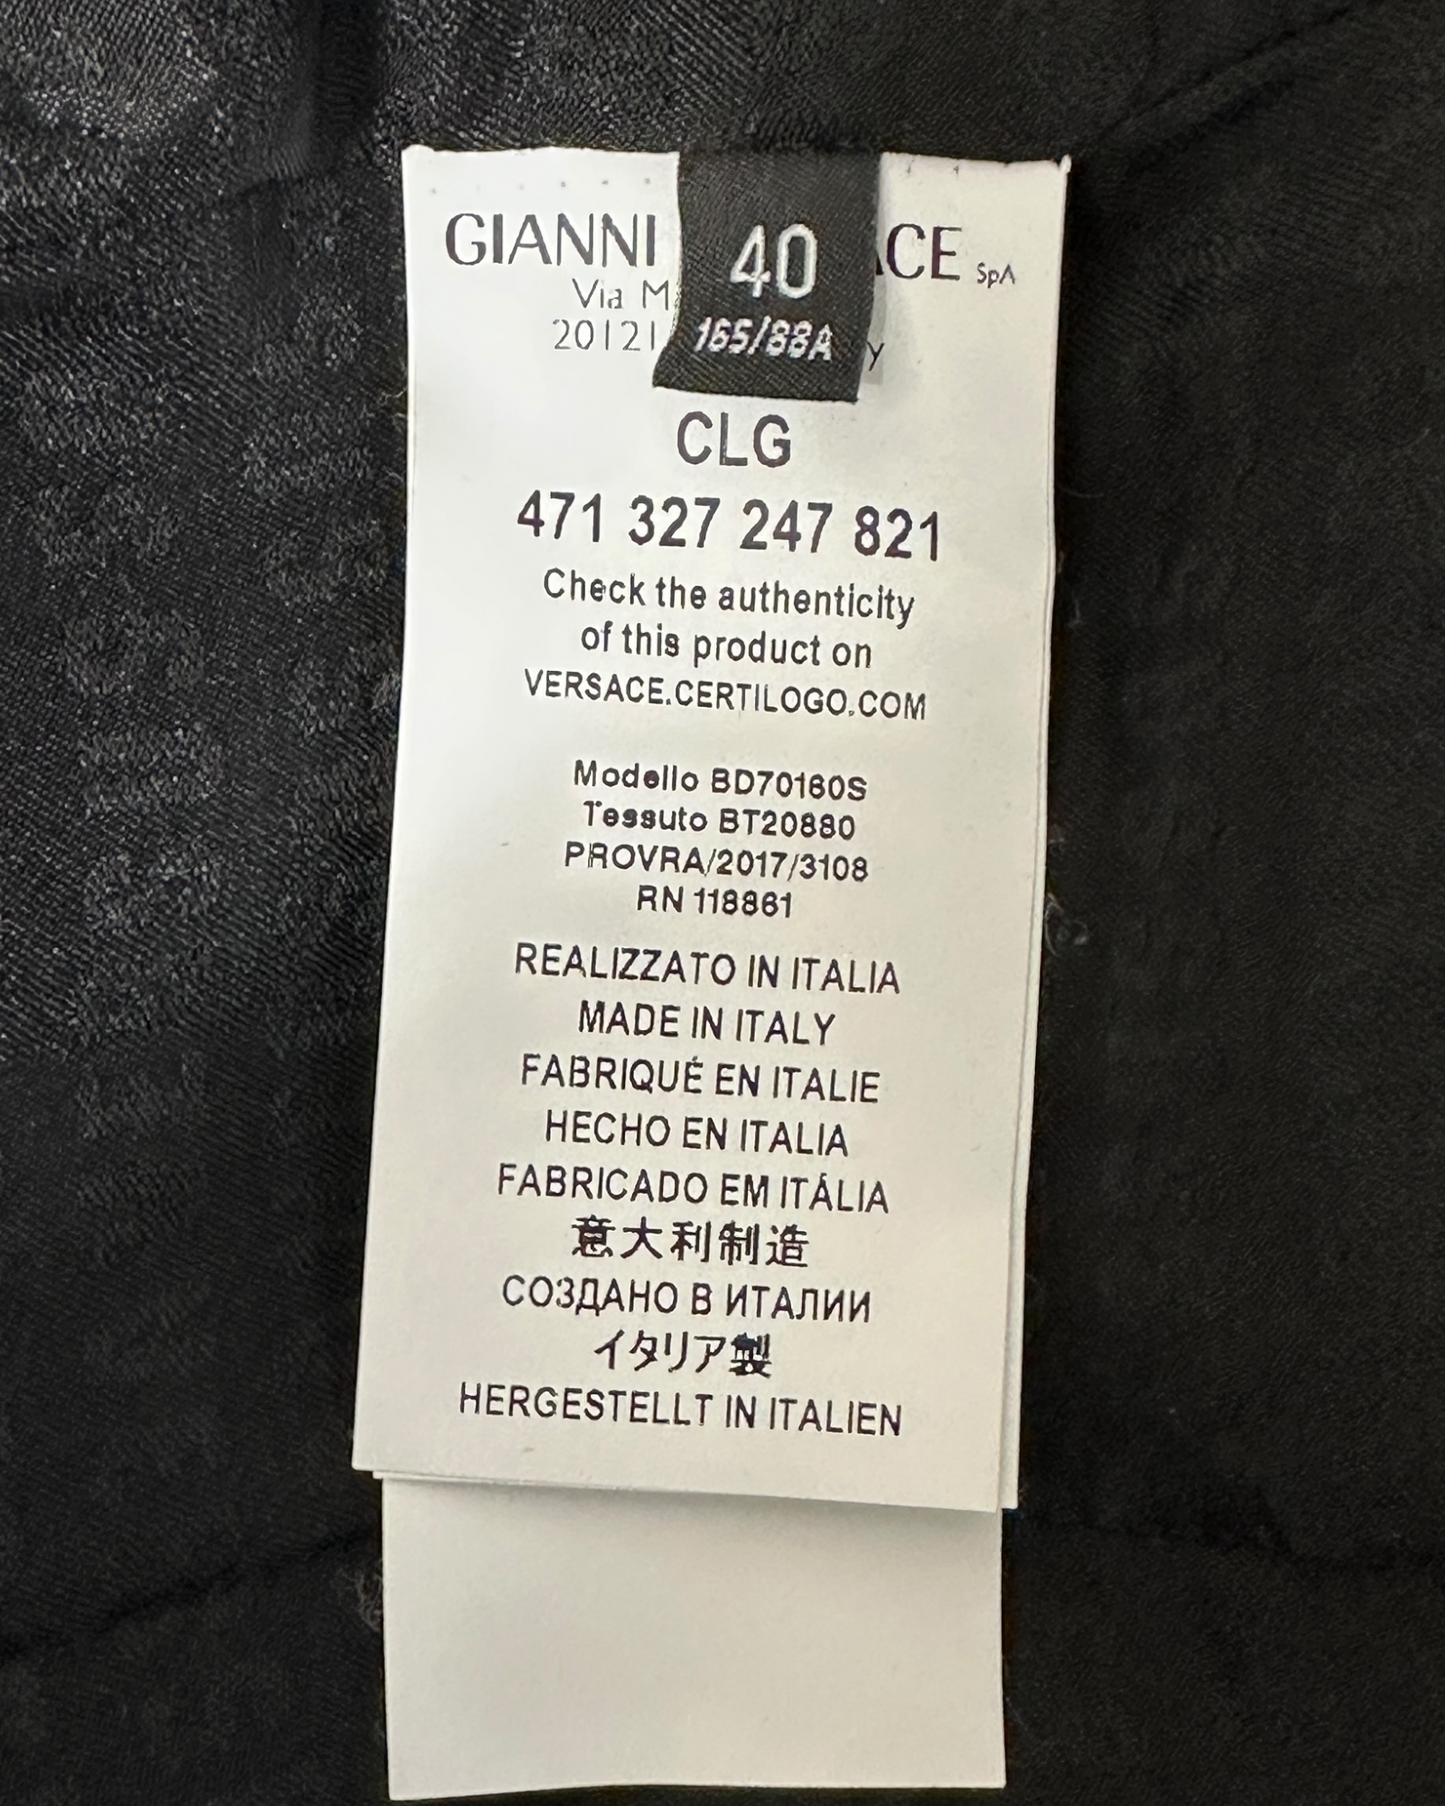 GIANNI
CE SpA
40
Via M
20121
165/88A
y
CLG
471 327 247 821
Check the authenticity
of this product on
VERSACE.CERTILOGO.COM
Modello BD70160S
Tessuto BT20880
PROVRA/2017/3108
RN 118861
REALIZZATO IN ITALIA
MADE IN ITALY
FABRIQUÉ EN ITALIE
HECHO EN ITALIA
FABRICADO EM ITÁLIA
意大利制造
СОЗДАНО В ИТАЛИИ
イタリア製
HERGESTELLT IN ITALIEN